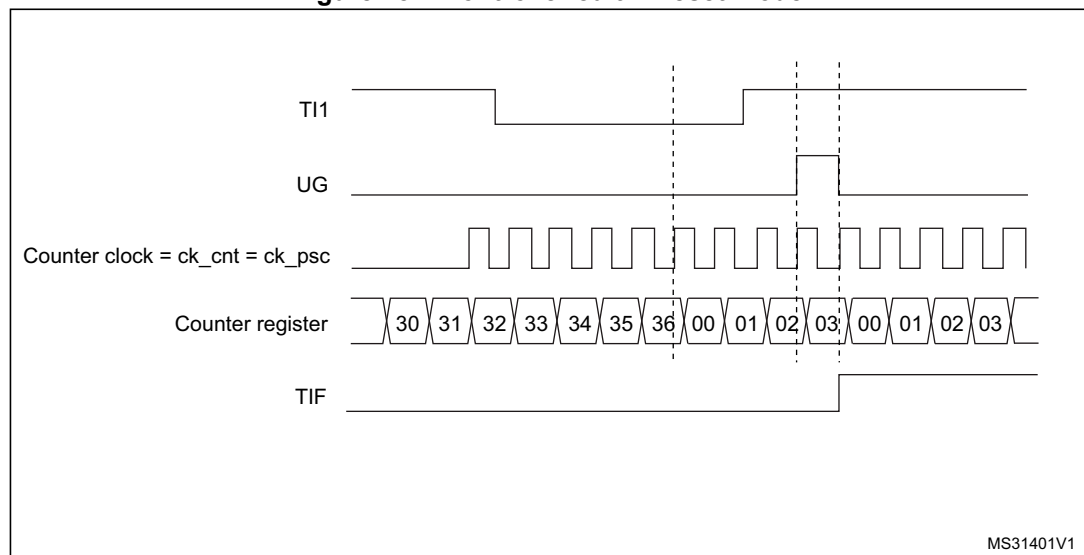 TI1
UG
Counter clock = ck_cnt = ck_psc
Counter register 30 31 32 33 34 35 36 00 01 02 03 00 01 02 03
TIF
MS31401V1